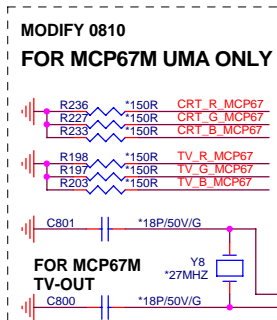 MODIFY 0810
FOR MCP67M UMA ONLY
R236 *150R CRT_R_MCP67
R227 *150R CRT_G_MCP67
R233 *150R CRT_B_MCP67
R198 *150R TV_R_MCP67
R197 *150R TV_G_MCP67
R203 *150R TV_B_MCP67
C801 *18P/50V/G
FOR MCP67M
TV-OUT
Y8
*27MHZ
C800 *18P/50V/G